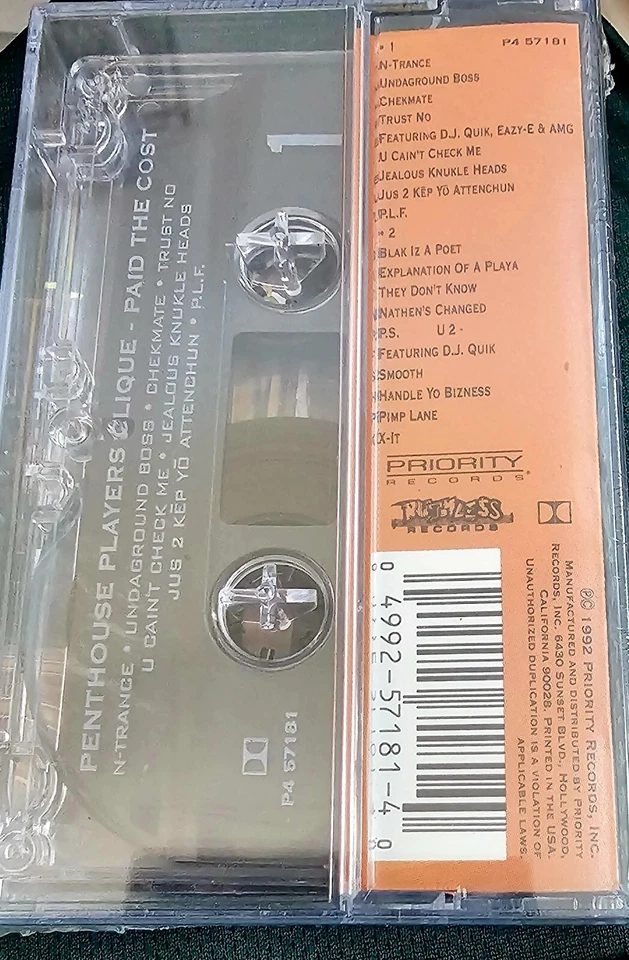 PENTHOUSE PLAYERS CLIQUE - PAID THE COST
N-TRANCE • UNDAGROUND BOSS • CHEKMATE • TRUST NO
U CAIN'T CHECK ME • JEALOUS KNUKLE HEADS
JUS 2 KĒP YŌ ATTENCHUN • P.L.F.
1
P4 57181
1
P4 57181
N-TRANCE
UNDAGROUND BOSS
CHEKMATE
TRUST NO
FEATURING D.J. QUIK, EAZY-E & AMG
U CAIN'T CHECK ME
JEALOUS KNUKLE HEADS
JUS 2 KĒP YŌ ATTENCHUN
P.L.F.
2
BLAK IZ A POET
EXPLANATION OF A PLAYA
THEY DON'T KNOW
NATHEN'S CHANGED
P.S. U 2 -
FEATURING D.J. QUIK
SMOOTH
HANDLE YO BIZNESS
PIMP LANE
X-IT
PRIORITY
RECORDS
RUTHLESS
RECORDS
℗© 1992 PRIORITY RECORDS, INC.
MANUFACTURED AND DISTRIBUTED BY PRIORITY
RECORDS, INC. 6430 SUNSET BLVD., HOLLYWOOD,
CALIFORNIA 90028. PRINTED IN THE USA.
UNAUTHORIZED DUPLICATION IS A VIOLATION OF
APPLICABLE LAWS.
0 4992-57181-4 0